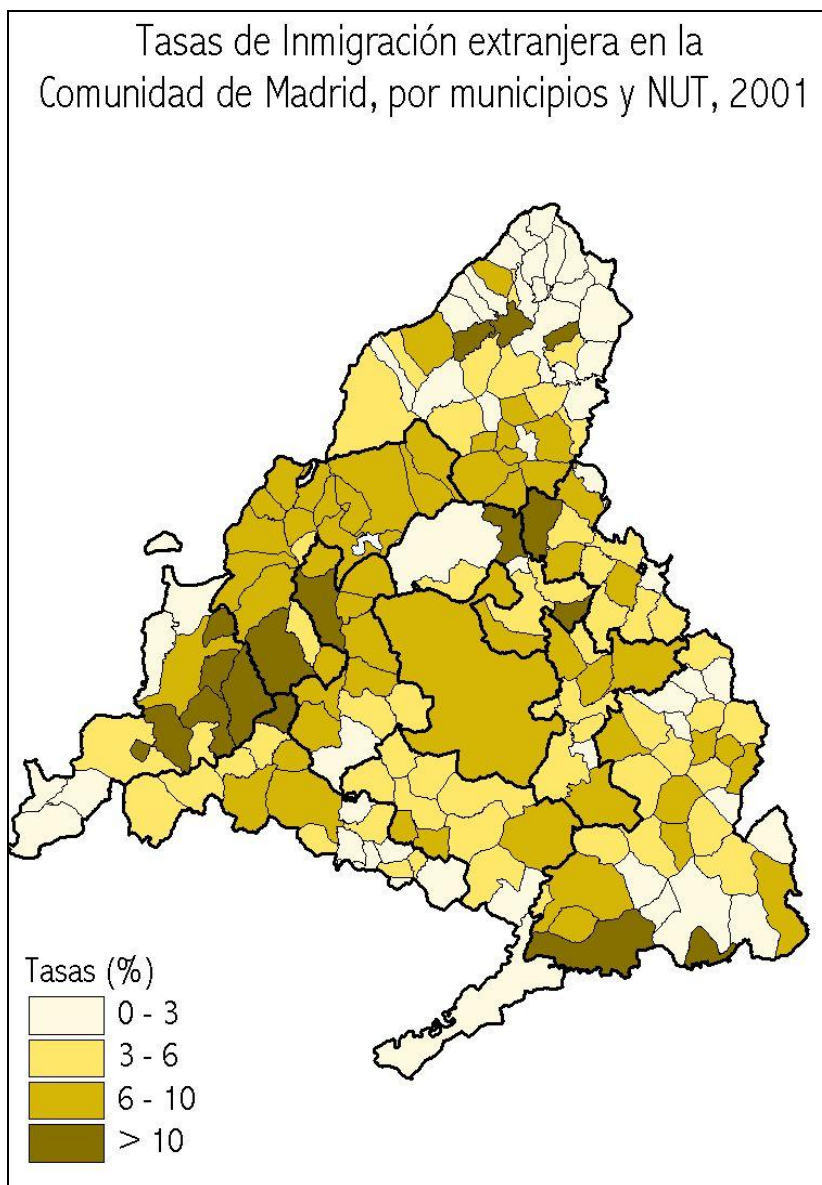 Tasas de Inmigración extranjera en la
Comunidad de Madrid, por municipios y NUT, 2001
Tasas (%)
0 - 3
3 - 6
6 - 10
> 10